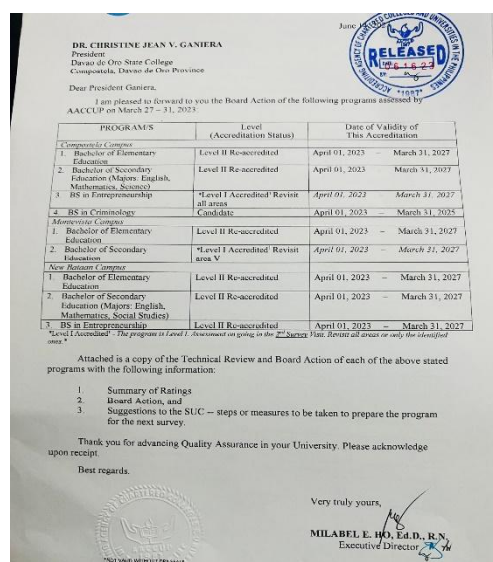 June
AGENCY OF CHARTERED COLLEGES AND UNIVERSITIES IN THE PHILIPPINES
RELEASED
06 16 23
"1987"
DR. CHRISTINE JEAN V. GANIERA
President
Davao de Oro State College
Compostela, Davao de Oro Province
Dear President Ganiera,
I am pleased to forward to you the Board Action of the following programs assessed by
AACCUP on March 27 – 31, 2023:
PROGRAM/S Level (Accreditation Status) Date of Validity of This Accreditation
Compostela Campus
1. Bachelor of Elementary Education Level II Re-accredited April 01, 2023 – March 31, 2027
2. Bachelor of Secondary Education (Majors: English, Mathematics, Science) Level II Re-accredited April 01, 2023 – March 31, 2027
3. BS in Entrepreneurship *Level I Accredited' Revisit all areas April 01, 2023 March 31, 2027
4. BS in Criminology Candidate April 01, 2023 – March 31, 2025
Montevista Campus
1. Bachelor of Elementary Education Level II Re-accredited April 01, 2023 – March 31, 2027
2. Bachelor of Secondary Education *Level I Accredited' Revisit area V April 01, 2023 – March 31, 2027
New Bataan Campus
1. Bachelor of Elementary Education Level II Re-accredited April 01, 2023 – March 31, 2027
2. Bachelor of Secondary Education (Majors: English, Mathematics, Social Studies) Level II Re-accredited April 01, 2023 – March 31, 2027
3. BS in Entrepreneurship Level II Re-accredited April 01, 2023 – March 31, 2027
*Level I Accredited' - The program is Level I. Assessment on going in the 2nd Survey Visit. Revisit all areas or only the identified
ones.*
Attached is a copy of the Technical Review and Board Action of each of the above stated
programs with the following information:
1. Summary of Ratings
2. Board Action, and
3. Suggestions to the SUC – steps or measures to be taken to prepare the program
for the next survey.
Thank you for advancing Quality Assurance in your University. Please acknowledge
upon receipt.
Best regards.
Very truly yours,
MILABEL E. HO, Ed.D., R.N.
Executive Director